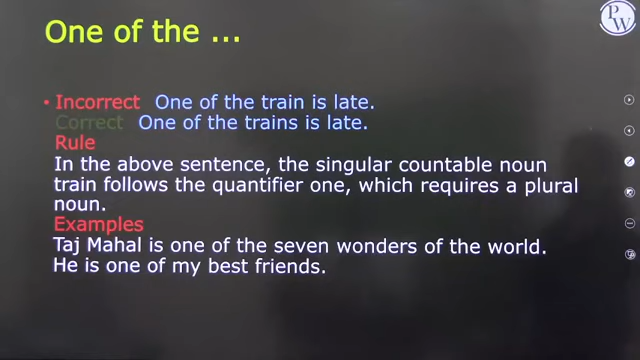 One of the ...
P
W
• Incorrect One of the train is late.
Correct One of the trains is late.
Rule
In the above sentence, the singular countable noun
train follows the quantifier one, which requires a plural
noun.
Examples
Taj Mahal is one of the seven wonders of the world.
He is one of my best friends.